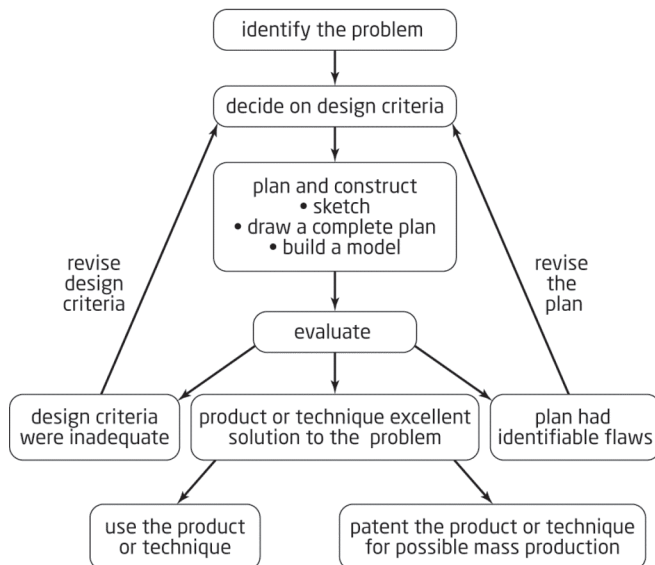 identify the problem
decide on design criteria
plan and construct
• sketch
• draw a complete plan
• build a model
revise
design
criteria
revise
the
plan
evaluate
design criteria
were inadequate
product or technique excellent
solution to the problem
plan had
identifiable flaws
use the product
or technique
patent the product or technique
for possible mass production